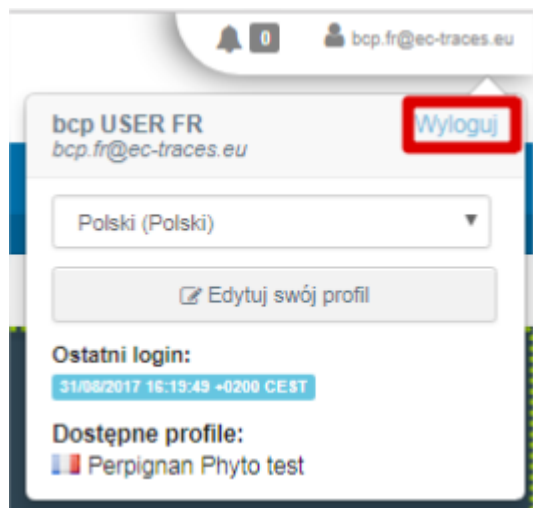 0 bcp.fr@ec-traces.eu
bcp USER FR Wyloguj
bcp.fr@ec-traces.eu
Polski (Polski)
Edytuj swój profil
Ostatni login:
31/08/2017 16:19:49 +0200 CEST
Dostępne profile:
Perpignan Phyto test